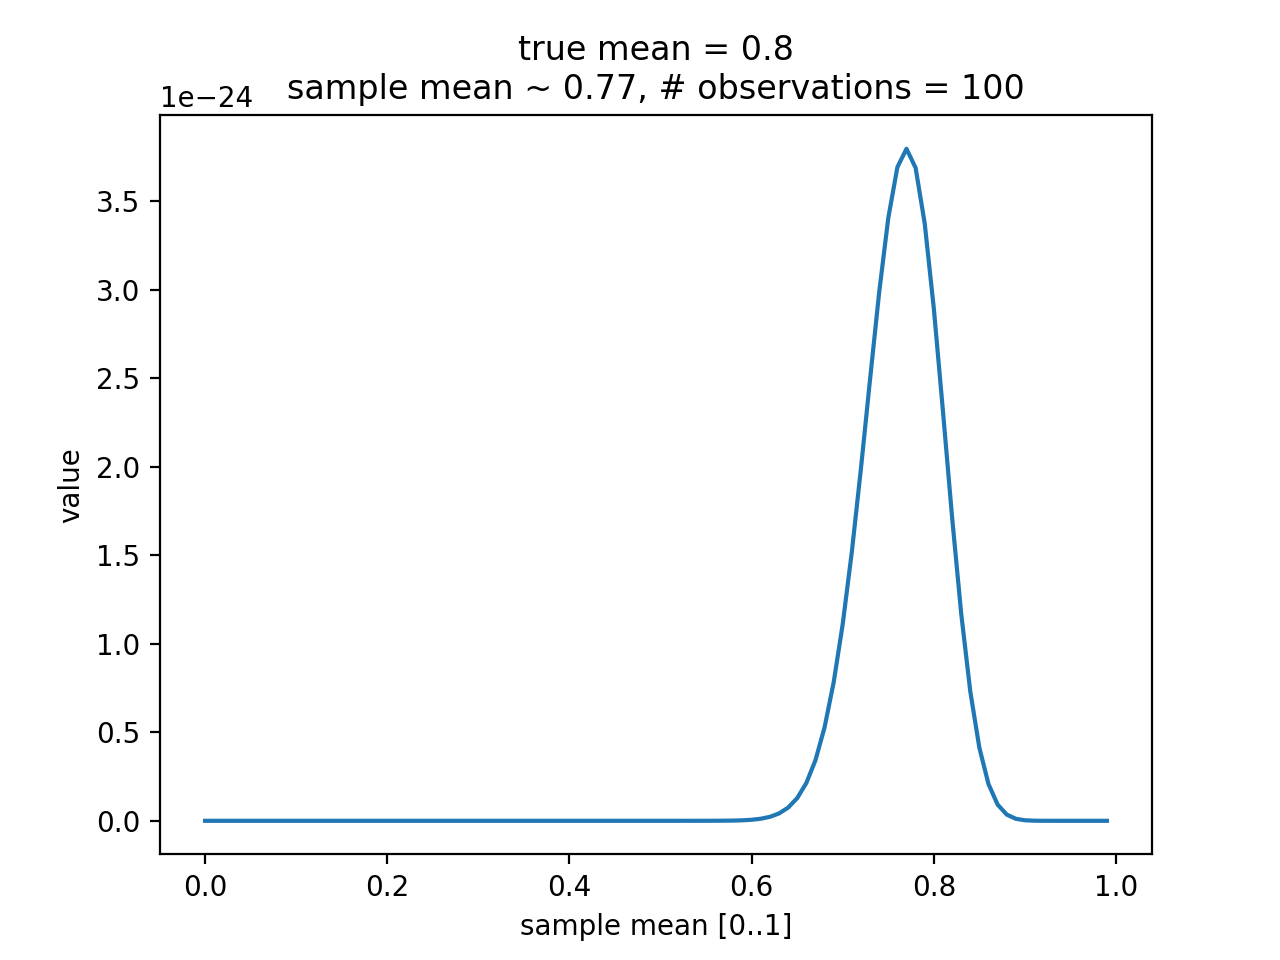 true mean = 0.8
sample mean ~ 0.77, # observations = 100
1e−24
3.5
3.0
2.5
2.0
1.5
1.0
0.5
0.0
value
0.0 0.2 0.4 0.6 0.8 1.0
sample mean [0..1]